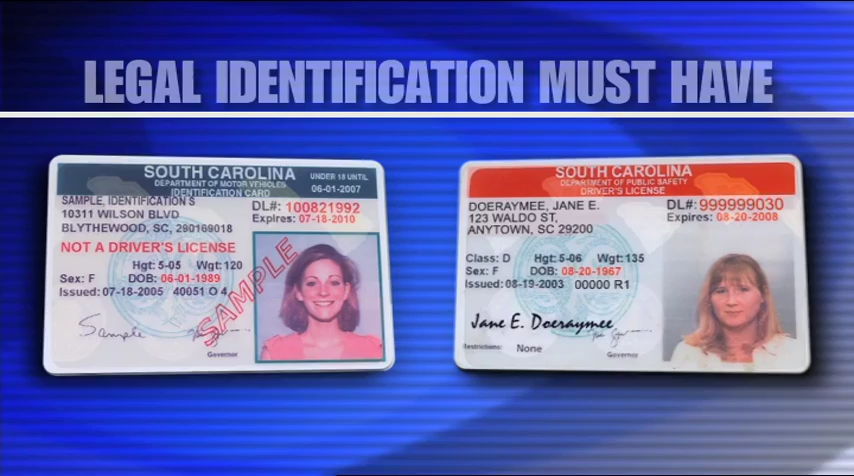 LEGAL IDENTIFICATION MUST HAVE
SOUTH CAROLINA
DEPARTMENT OF MOTOR VEHICLES
IDENTIFICATION CARD
UNDER 18 UNTIL
06-01-2007
SAMPLE, IDENTIFICATION S
10311 WILSON BLVD
BLYTHEWOOD, SC, 290169018
DL#: 100821992
Expires: 07-18-2010
NOT A DRIVER'S LICENSE
Hgt: 5-05 Wgt: 120
Sex: F DOB: 06-01-1989
Issued: 07-18-2005 40051 O 4
SAMPLE
Sample
Governor
SOUTH CAROLINA
DEPARTMENT OF PUBLIC SAFETY
DRIVER'S LICENSE
DOERAYMEE, JANE E.
123 WALDO ST,
ANYTOWN, SC 29200
DL#: 999999030
Expires: 08-20-2008
Class: D Hgt: 5-06 Wgt: 135
Sex: F DOB: 08-20-1967
Issued: 08-19-2003 00000 R1
Jane E. Doeraymee
Restrictions: None
Governor